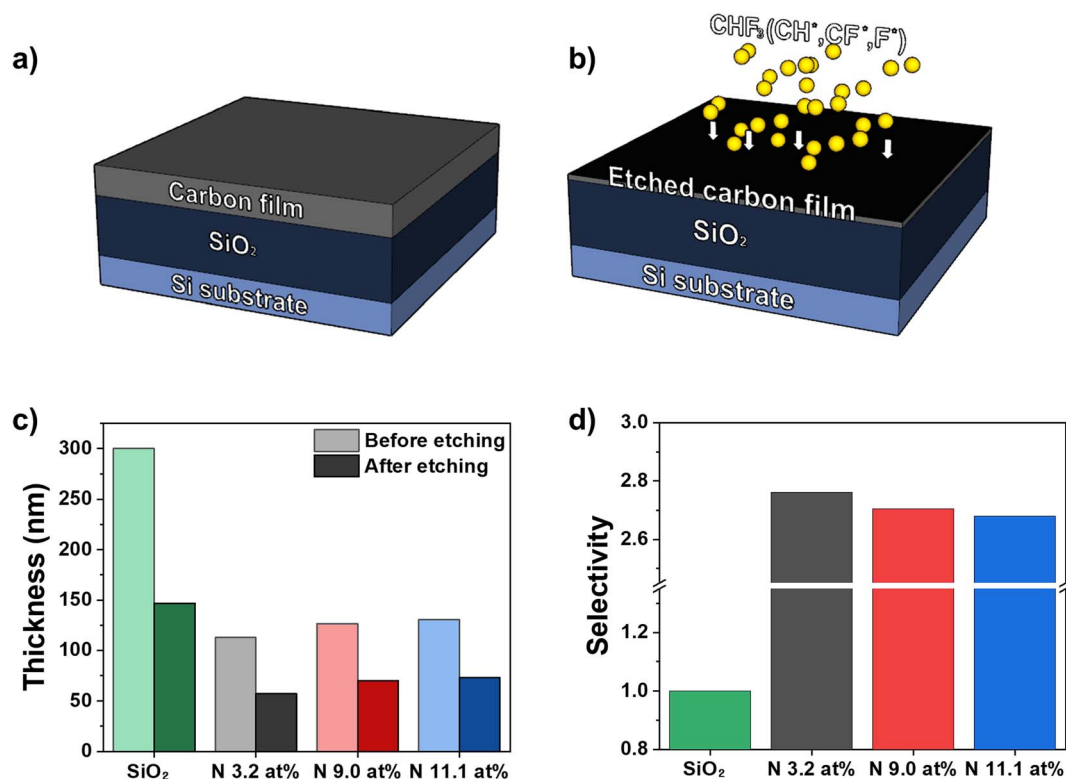 a)
Carbon film
SiO₂
Si substrate
b)
CHF₃(CH*,CF*,F*)
Etched carbon film
SiO₂
Si substrate
c)
Thickness (nm)
300
250
200
150
100
50
0
Before etching
After etching
SiO₂ N 3.2 at% N 9.0 at% N 11.1 at%
d)
Selectivity
3.0
2.8
2.6
1.2
1.0
0.8
SiO₂ N 3.2 at% N 9.0 at% N 11.1 at%